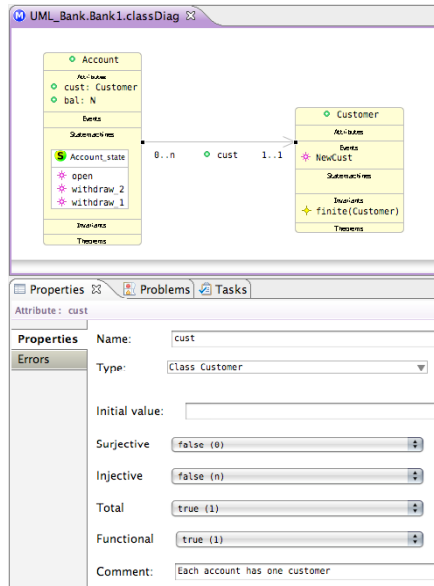 UML_Bank.Bank1.classDiag
Account
Attributes
cust: Customer
bal: N
Events
Statemachines
Account_state
open
withdraw_2
withdraw_1
Invariants
Theorems
0..n cust 1..1
Customer
Attributes
Events
NewCust
Statemachines
Invariants
finite(Customer)
Theorems
Properties Problems Tasks
Attribute : cust
Properties
Errors
Name: cust
Type: Class Customer
Initial value:
Surjective false (0)
Injective false (n)
Total true (1)
Functional true (1)
Comment: Each account has one customer